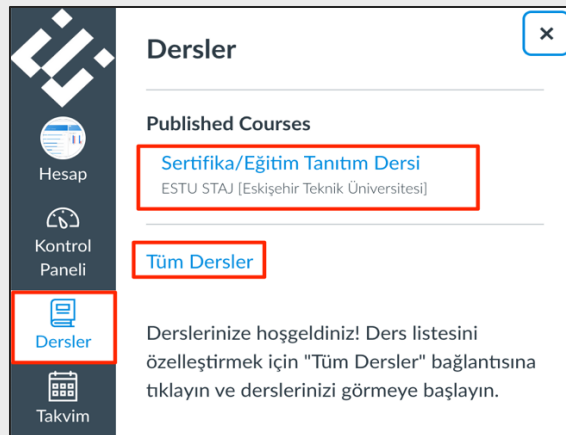 Hesap
Kontrol
Paneli
Dersler
Takvim
Dersler
Published Courses
Sertifika/Eğitim Tanıtım Dersi
ESTU STAJ [Eskişehir Teknik Üniversitesi]
Tüm Dersler
Derslerinize hoşgeldiniz! Ders listesini
özelleştirmek için "Tüm Dersler" bağlantısına
tıklayın ve derslerinizi görmeye başlayın.